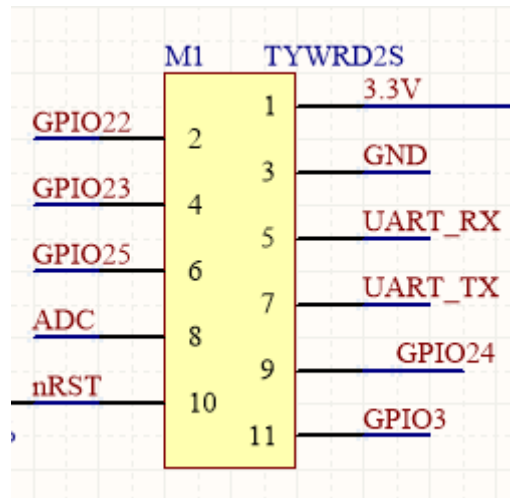 M1 TYWRD2S
1 3.3V
GPIO22 2
3 GND
GPIO23 4
5 UART_RX
GPIO25 6
7 UART_TX
ADC 8
9 GPIO24
nRST 10
11 GPIO3